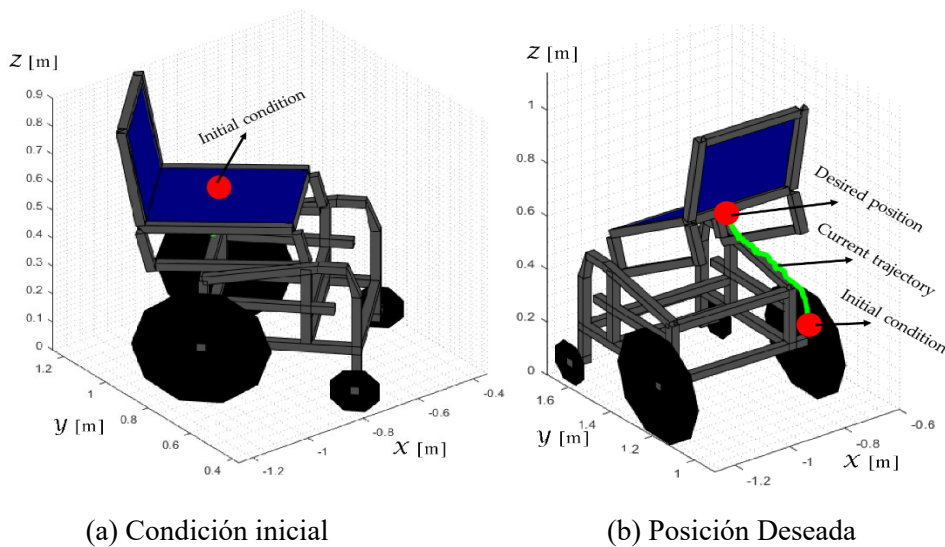 z [m]
0.9
0.8
0.7
0.6
0.5
0.4
0.3
0.2
0.1
0
1.2
1
0.8
0.6
0.4
y [m]
-1.2
-1
-0.8
-0.6
-0.4
x [m]
Initial condition
(a) Condición inicial
z [m]
1
0.8
0.6
0.4
0.2
0
1.6
1.4
1.2
1
y [m]
-1.2
-1
-0.8
-0.6
x [m]
Desired position
Current trajectory
Initial condition
(b) Posición Deseada